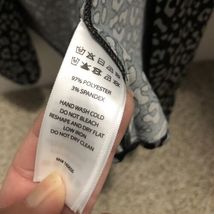 97% POLYESTER
3% SPANDEX
HAND WASH COLD
DO NOT BLEACH
RESHAPE AND DRY FLAT
LOW IRON
DO NOT DRY CLEAN